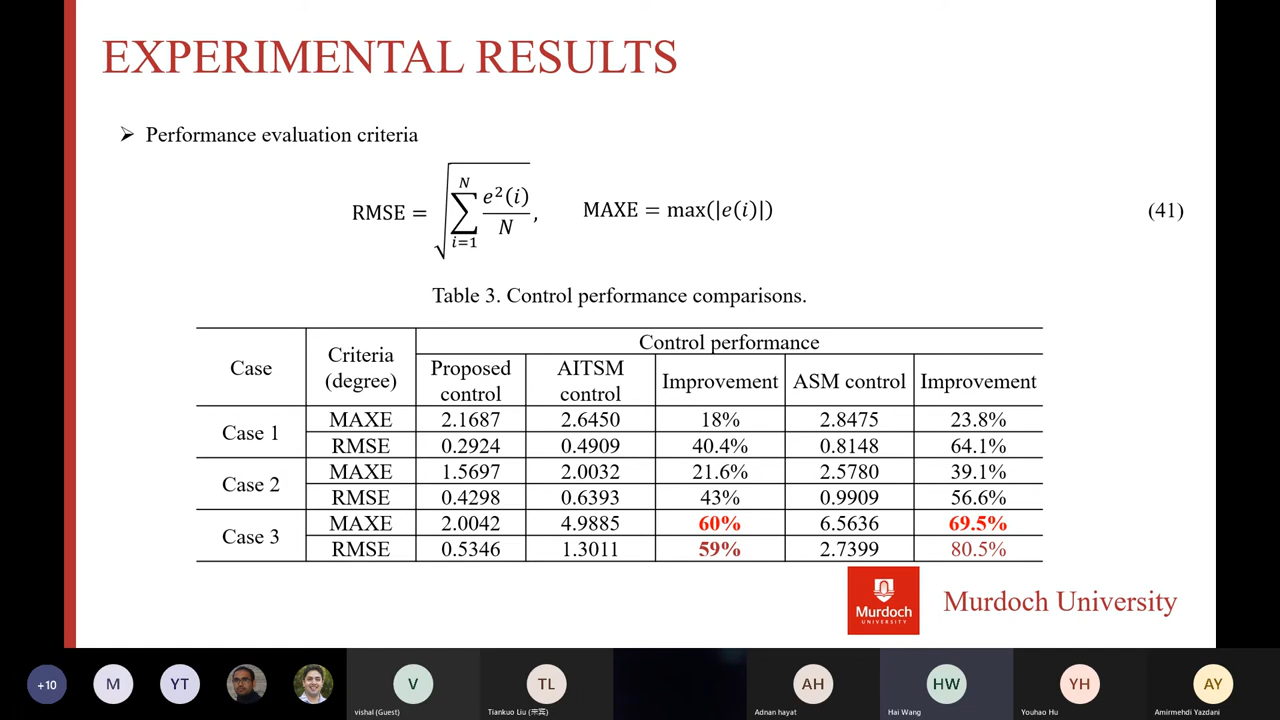 EXPERIMENTAL RESULTS
➢ Performance evaluation criteria
RMSE = √∑_{i=1}^{N} e²(i)/N, MAXE = max(|e(i)|) (41)
Table 3. Control performance comparisons.
Case Criteria (degree) Control performance
Proposed control AITSM control Improvement ASM control Improvement
Case 1 MAXE 2.1687 2.6450 18% 2.8475 23.8%
RMSE 0.2924 0.4909 40.4% 0.8148 64.1%
Case 2 MAXE 1.5697 2.0032 21.6% 2.5780 39.1%
RMSE 0.4298 0.6393 43% 0.9909 56.6%
Case 3 MAXE 2.0042 4.9885 60% 6.5636 69.5%
RMSE 0.5346 1.3011 59% 2.7399 80.5%
Murdoch
UNIVERSITY
Murdoch University
+10 M YT V TL AH HW YH AY
vishal (Guest) Tiankuo Liu (宾客) Adnan hayat Hai Wang Youhao Hu Amirmehdi Yazdani